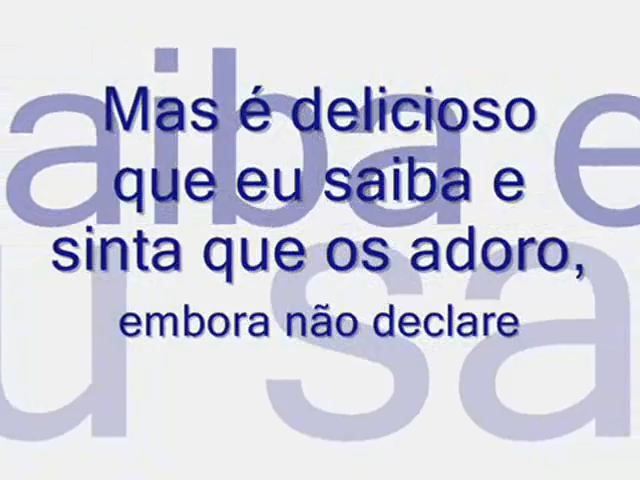 Mas é delicioso
que eu saiba e
sinta que os adoro,
embora não declare